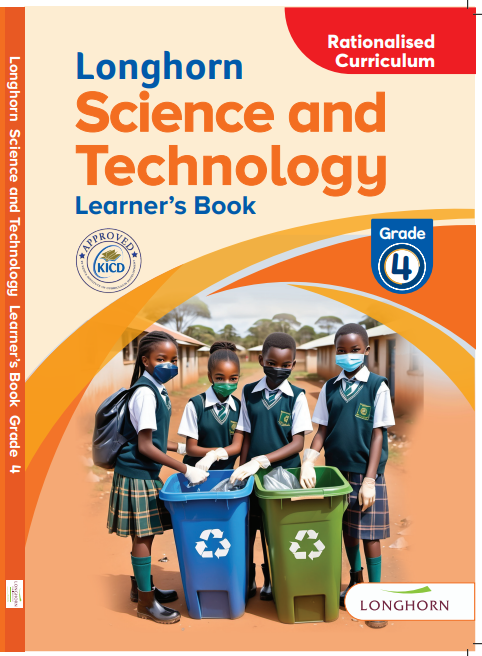 Rationalised
Curriculum
Longhorn
Science and
Technology
Learner's Book
APPROVED
KICD
Grade
4
LONGHORN
Longhorn Science and Technology Learner's Book Grade 4